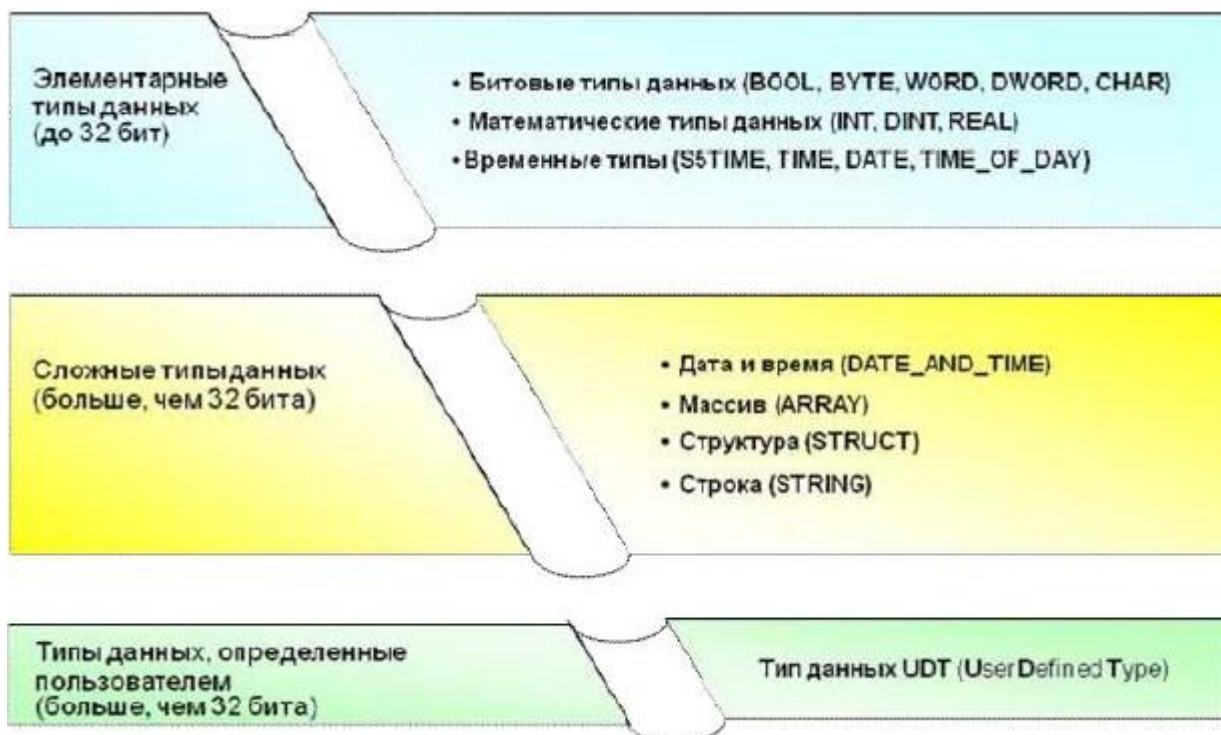 Элементарные
типы данных
(до 32 бит)
• Битовые типы данных (BOOL, BYTE, WORD, DWORD, CHAR)
• Математические типы данных (INT, DINT, REAL)
• Временные типы (S5TIME, TIME, DATE, TIME_OF_DAY)
Сложные типы данных
(больше, чем 32 бита)
• Дата и время (DATE_AND_TIME)
• Массив (ARRAY)
• Структура (STRUCT)
• Строка (STRING)
Типы данных, определенные
пользователем
(больше, чем 32 бита)
Тип данных UDT (User Defined Type)